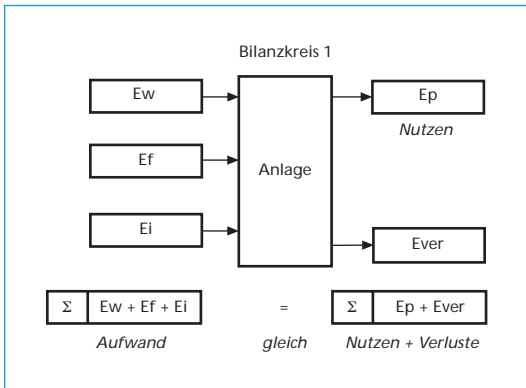 Bilanzkreis 1
Ew
Ep
Nutzen
Ef
Anlage
Ei
Ever
Σ Ew + Ef + Ei = Σ Ep + Ever
Aufwand gleich Nutzen + Verluste